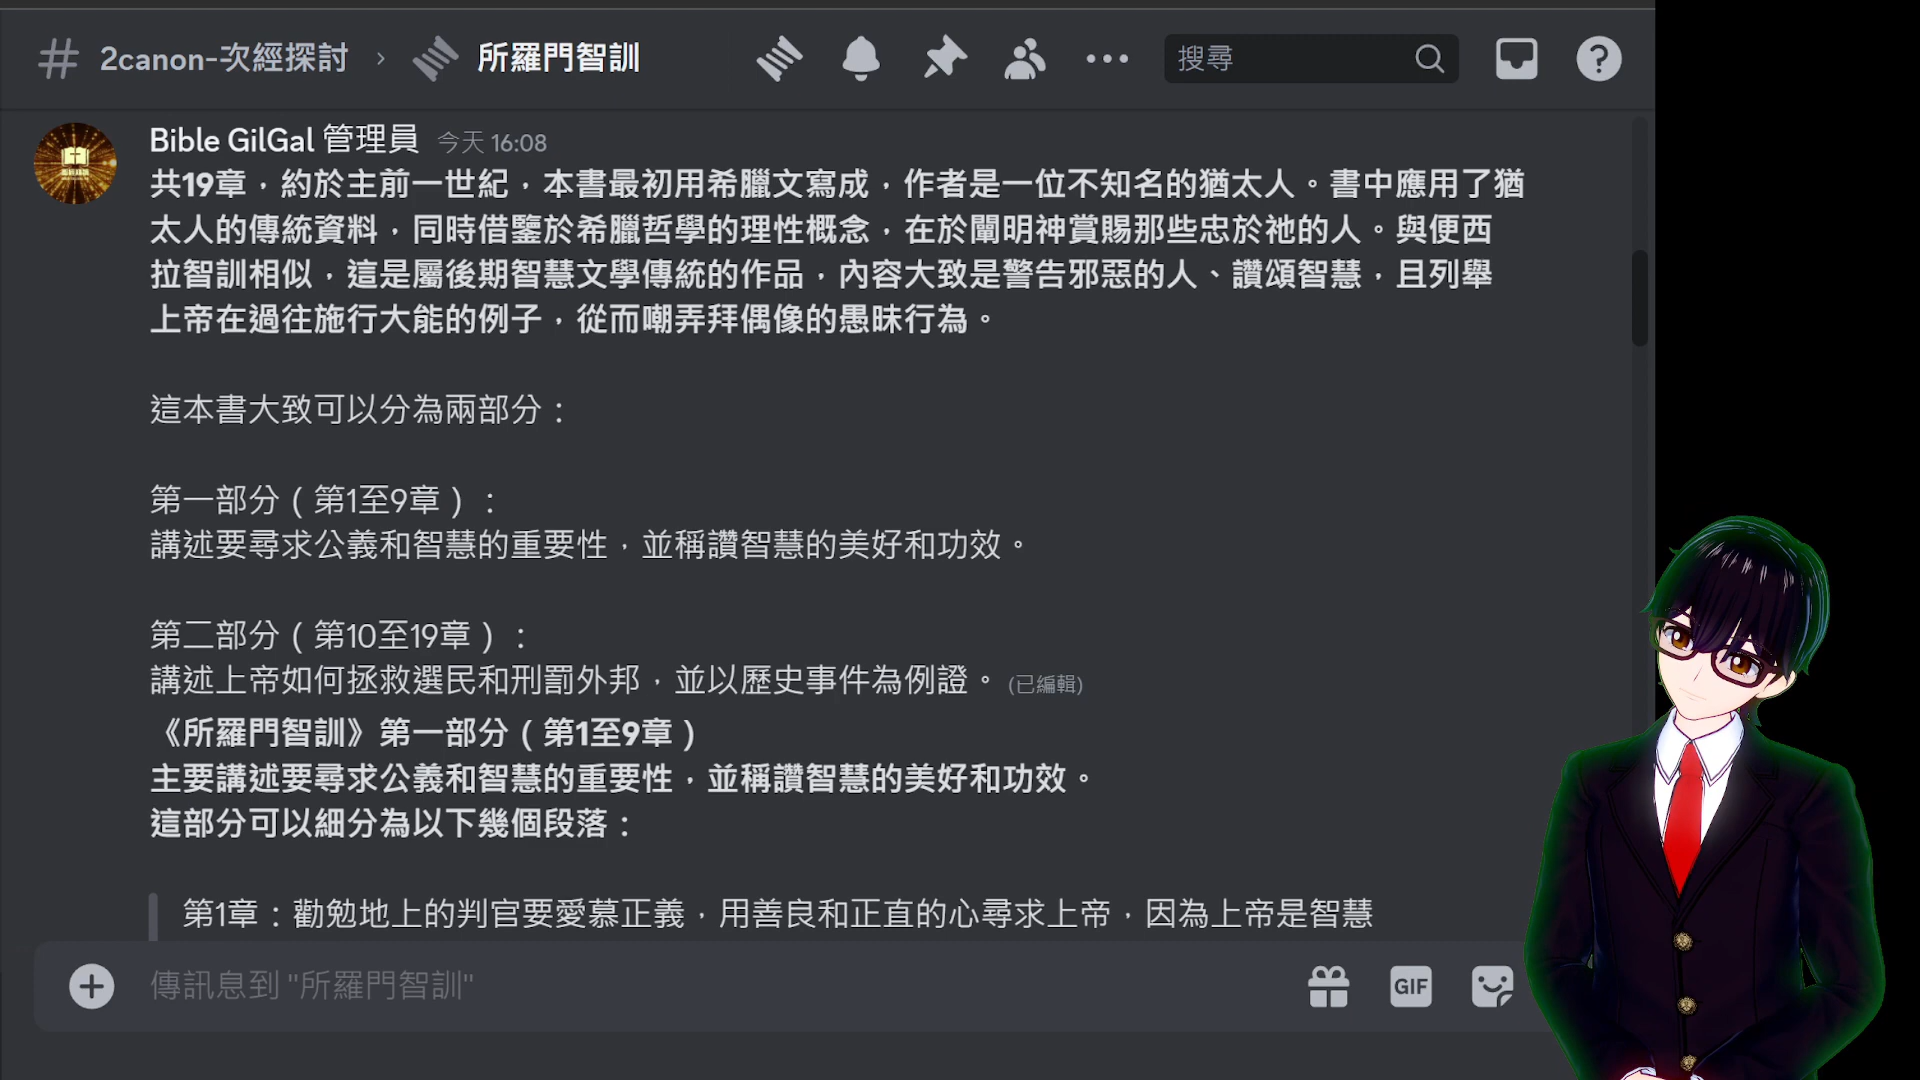 2canon-次經探討 › 所羅門智訓 搜尋
Bible GilGal 管理員 今天 16:08
共19章，約於主前一世紀，本書最初用希臘文寫成，作者是一位不知名的猶太人。書中應用了猶
太人的傳統資料，同時借鑒於希臘哲學的理性概念，在於闡明神賞賜那些忠於祂的人。與便西
拉智訓相似，這是屬後期智慧文學傳統的作品，內容大致是警告邪惡的人、讚頌智慧，且列舉
上帝在過往施行大能的例子，從而嘲弄拜偶像的愚昧行為。
這本書大致可以分為兩部分：
第一部分（第1至9章）：
講述要尋求公義和智慧的重要性，並稱讚智慧的美好和功效。
第二部分（第10至19章）：
講述上帝如何拯救選民和刑罰外邦，並以歷史事件為例證。 (已編輯)
《所羅門智訓》第一部分（第1至9章）
主要講述要尋求公義和智慧的重要性，並稱讚智慧的美好和功效。
這部分可以細分為以下幾個段落：
第1章：勸勉地上的判官要愛慕正義，用善良和正直的心尋求上帝，因為上帝是智慧
傳訊息到 "所羅門智訓" GIF